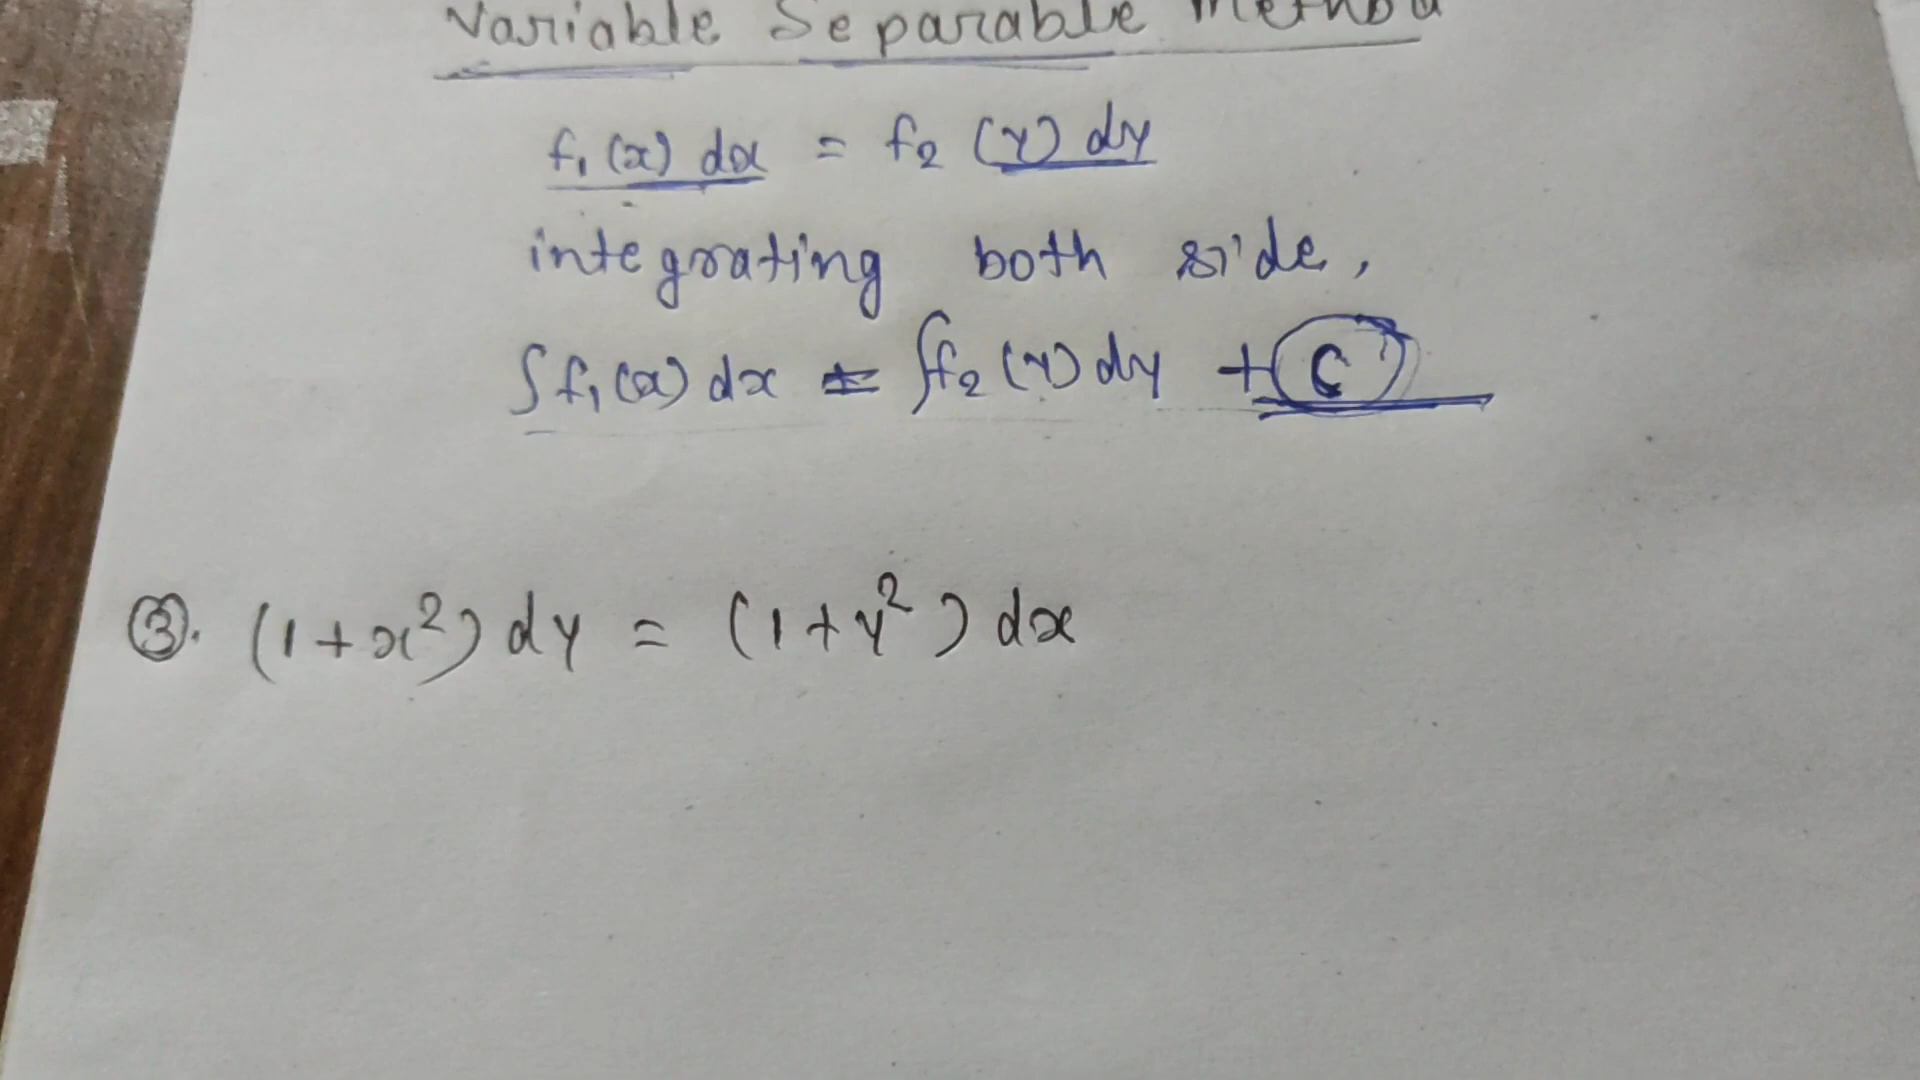 Variable Separable Method
f₁(x) dx = f₂ (y) dy
integrating both side,
∫f₁(x) dx = ∫f₂(y) dy + C
③. (1+x²) dy = (1+y²) dx